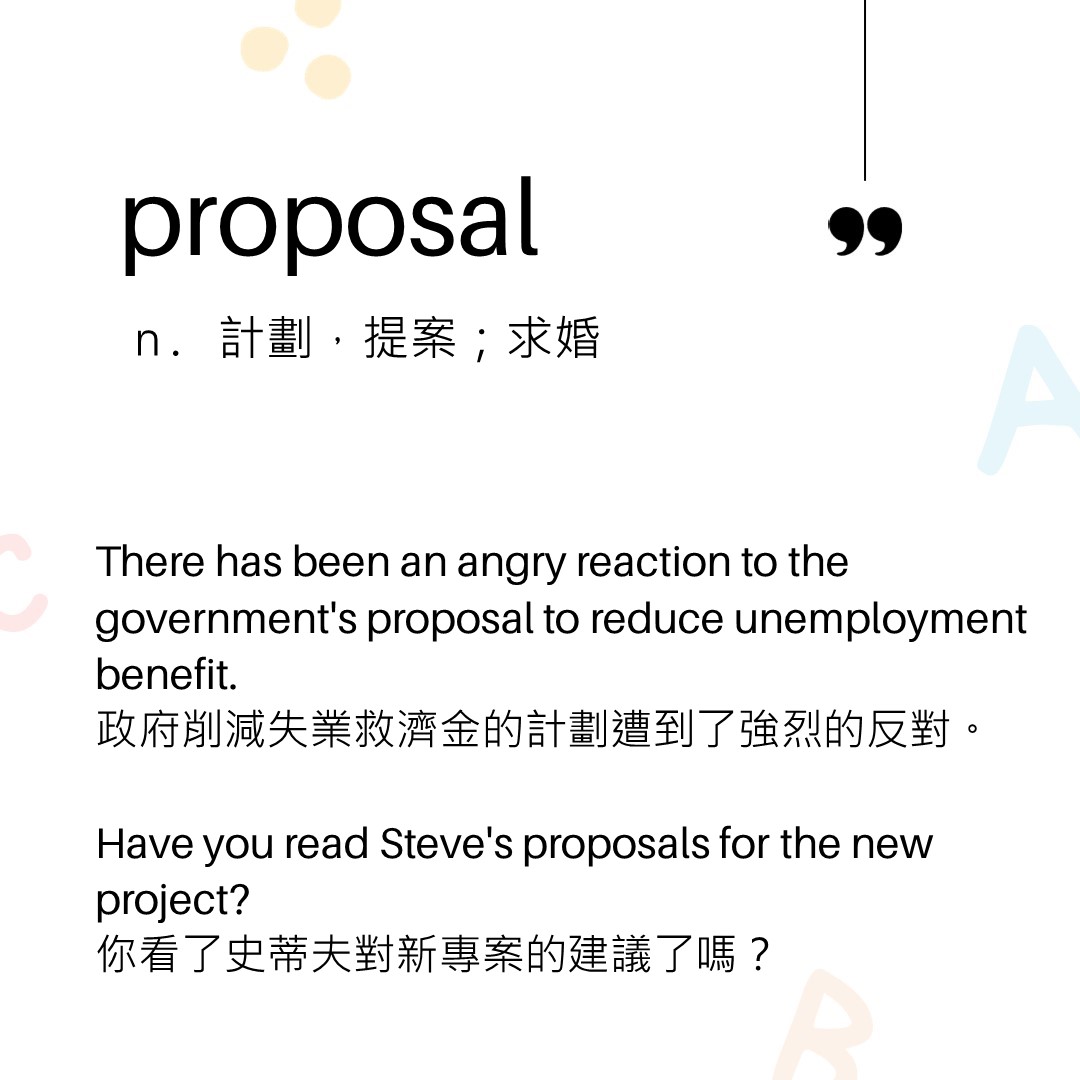 proposal
”
n. 計劃，提案；求婚
A
C
There has been an angry reaction to the
government's proposal to reduce unemployment
benefit.
政府削減失業救濟金的計劃遭到了強烈的反對。
Have you read Steve's proposals for the new
project?
你看了史蒂夫對新專案的建議了嗎？
B